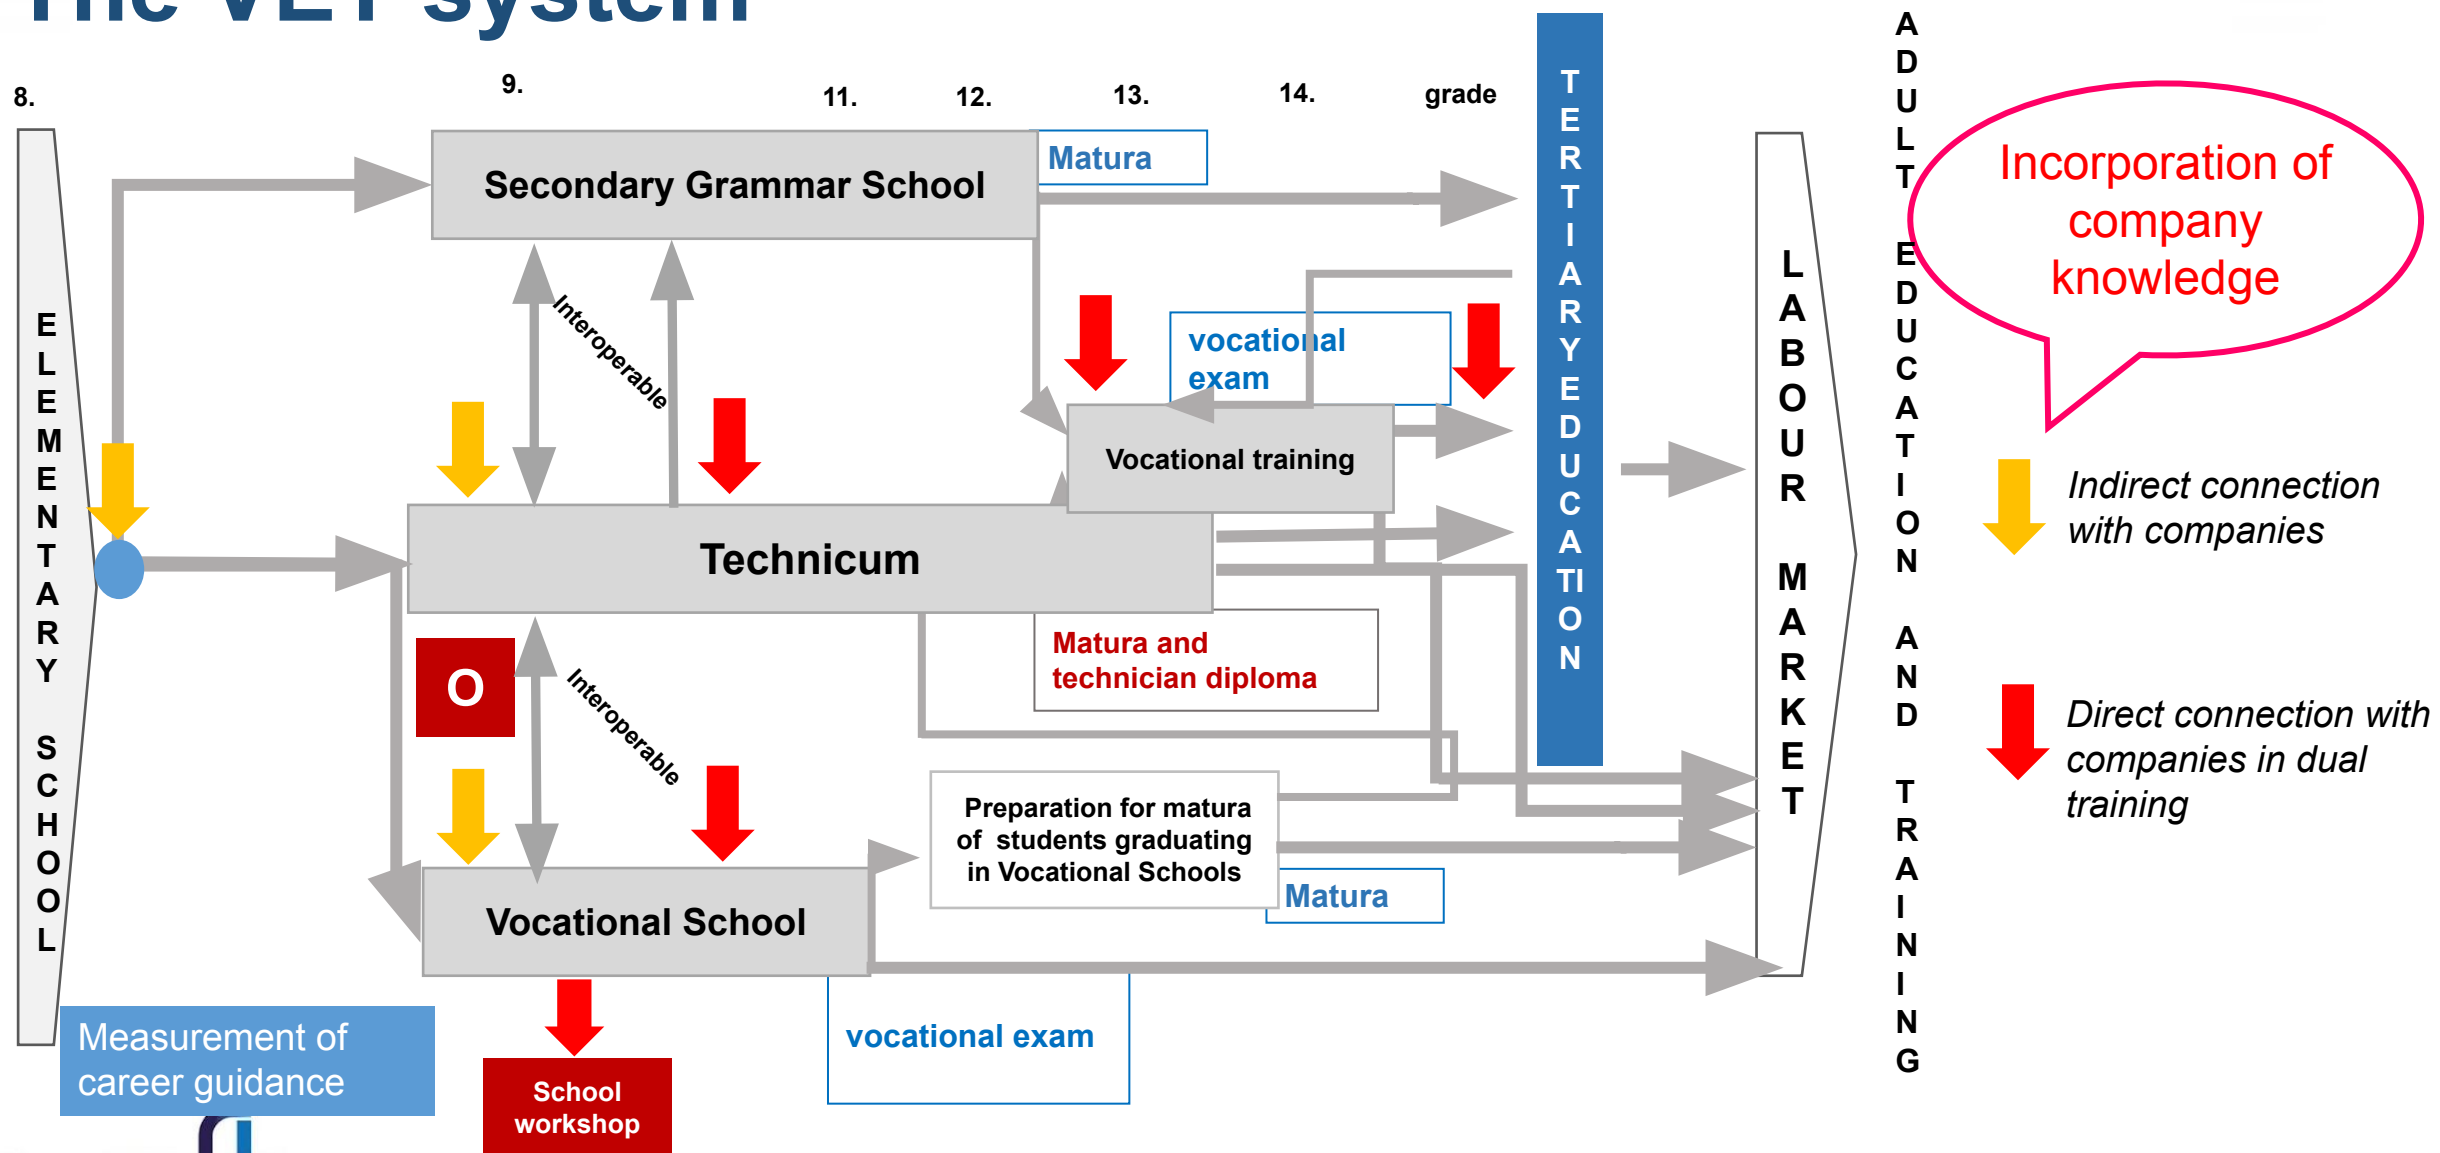 The VET system
8.
9.
11.
12.
13.
14.
grade
ELEMENTARY SCHOOL
Secondary Grammar School
Matura
Interoperable
vocational
exam
Vocational training
Technicum
Matura and
technician diploma
O
Interoperable
Preparation for matura
of students graduating
in Vocational Schools
Matura
Vocational School
vocational exam
School
workshop
Measurement of
career guidance
TERTIARY EDUCATION
LABOUR MARKET
ADULT EDUCATION AND TRAINING
Incorporation of
company
knowledge
Indirect connection
with companies
Direct connection with
companies in dual
training